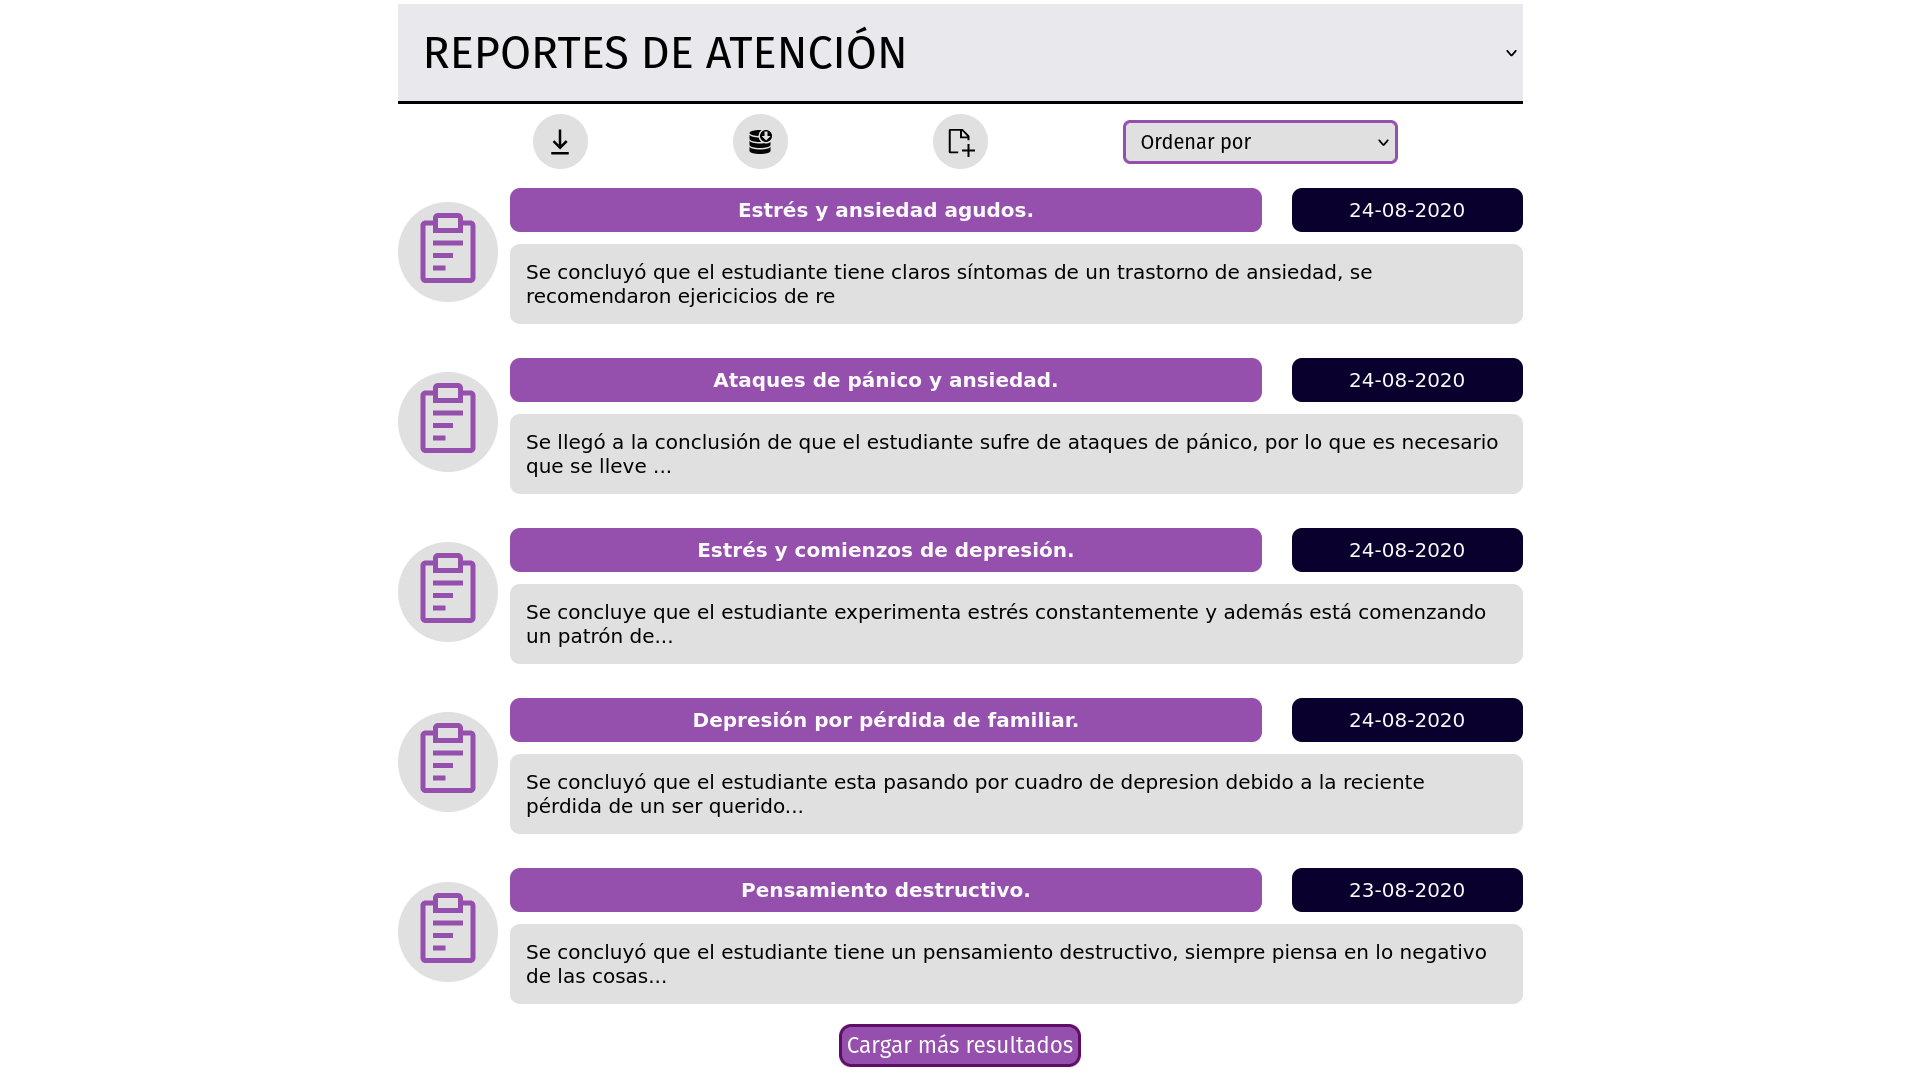 REPORTES DE ATENCIÓN
Ordenar por
Estrés y ansiedad agudos.
24-08-2020
Se concluyó que el estudiante tiene claros síntomas de un trastorno de ansiedad, se
recomendaron ejericicios de re
Ataques de pánico y ansiedad.
24-08-2020
Se llegó a la conclusión de que el estudiante sufre de ataques de pánico, por lo que es necesario
que se lleve ...
Estrés y comienzos de depresión.
24-08-2020
Se concluye que el estudiante experimenta estrés constantemente y además está comenzando
un patrón de...
Depresión por pérdida de familiar.
24-08-2020
Se concluyó que el estudiante esta pasando por cuadro de depresion debido a la reciente
pérdida de un ser querido...
Pensamiento destructivo.
23-08-2020
Se concluyó que el estudiante tiene un pensamiento destructivo, siempre piensa en lo negativo
de las cosas...
Cargar más resultados